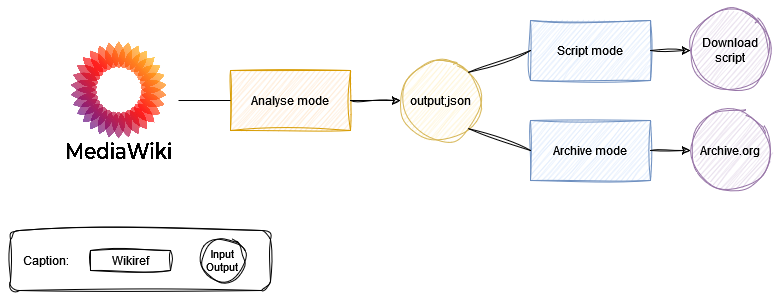 MediaWiki
Analyse mode
output;json
Script mode
Download
script
Archive mode
Archive.org
Caption:
Wikiref
Input
Output